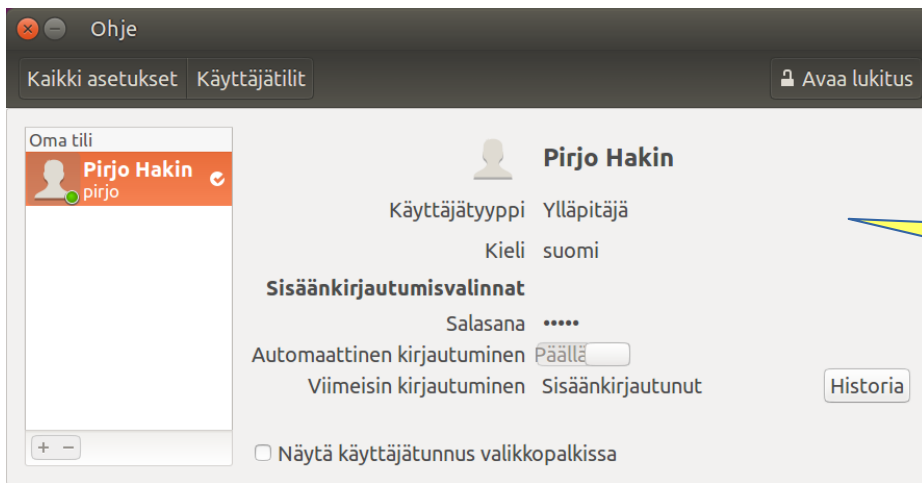 Ohje
Kaikki asetukset Käyttäjätilit Avaa lukitus
Oma tili
Pirjo Hakin
pirjo
Pirjo Hakin
Käyttäjätyyppi Ylläpitäjä
Kieli suomi
Sisäänkirjautumisvalinnat
Salasana •••••
Automaattinen kirjautuminen Päällä
Viimeisin kirjautuminen Sisäänkirjautunut Historia
+ −
Näytä käyttäjätunnus valikkopalkissa